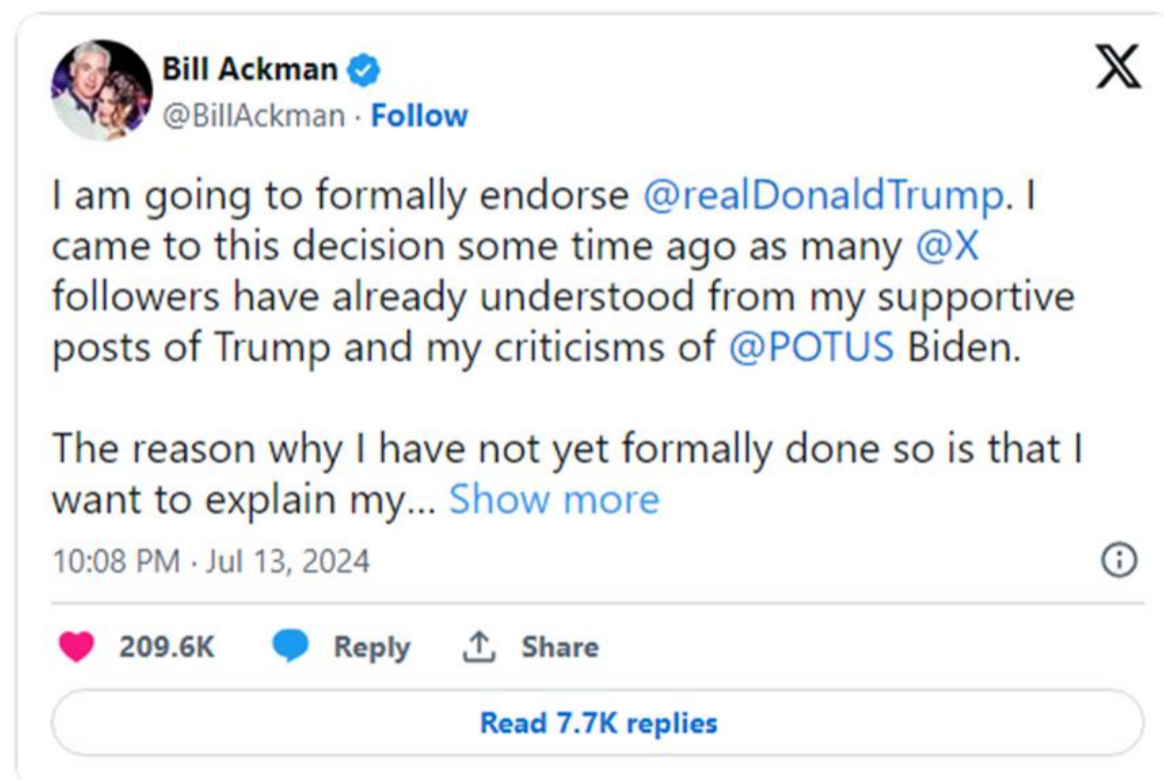 Bill Ackman
@BillAckman · Follow
I am going to formally endorse @realDonaldTrump. I
came to this decision some time ago as many @X
followers have already understood from my supportive
posts of Trump and my criticisms of @POTUS Biden.
The reason why I have not yet formally done so is that I
want to explain my... Show more
10:08 PM · Jul 13, 2024
209.6K Reply Share
Read 7.7K replies